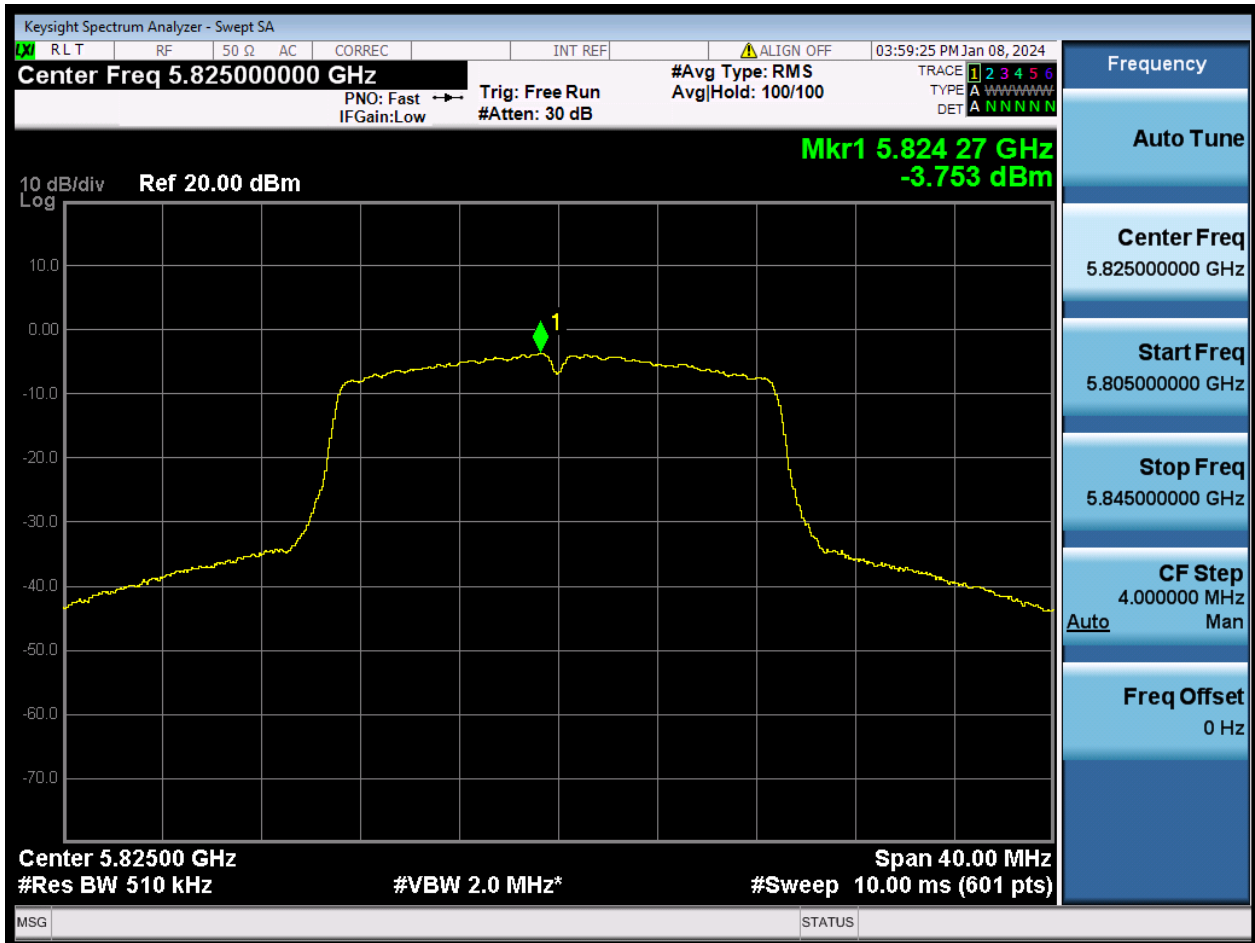 Keysight Spectrum Analyzer - Swept SA
LXI RLT RF 50 Ω AC CORREC INT REF ALIGN OFF 03:59:25 PM Jan 08, 2024
Center Freq 5.825000000 GHz
PNO: Fast
IFGain:Low
Trig: Free Run
#Atten: 30 dB
#Avg Type: RMS
Avg|Hold: 100/100
TRACE 1 2 3 4 5 6
TYPE A WWWWW
DET A N N N N N
Mkr1 5.824 27 GHz
-3.753 dBm
10 dB/div Ref 20.00 dBm
Log
10.0
0.00
-10.0
-20.0
-30.0
-40.0
-50.0
-60.0
-70.0
1
Center 5.82500 GHz Span 40.00 MHz
#Res BW 510 kHz #VBW 2.0 MHz* #Sweep 10.00 ms (601 pts)
MSG STATUS
Frequency
Auto Tune
Center Freq
5.825000000 GHz
Start Freq
5.805000000 GHz
Stop Freq
5.845000000 GHz
CF Step
4.000000 MHz
Auto Man
Freq Offset
0 Hz